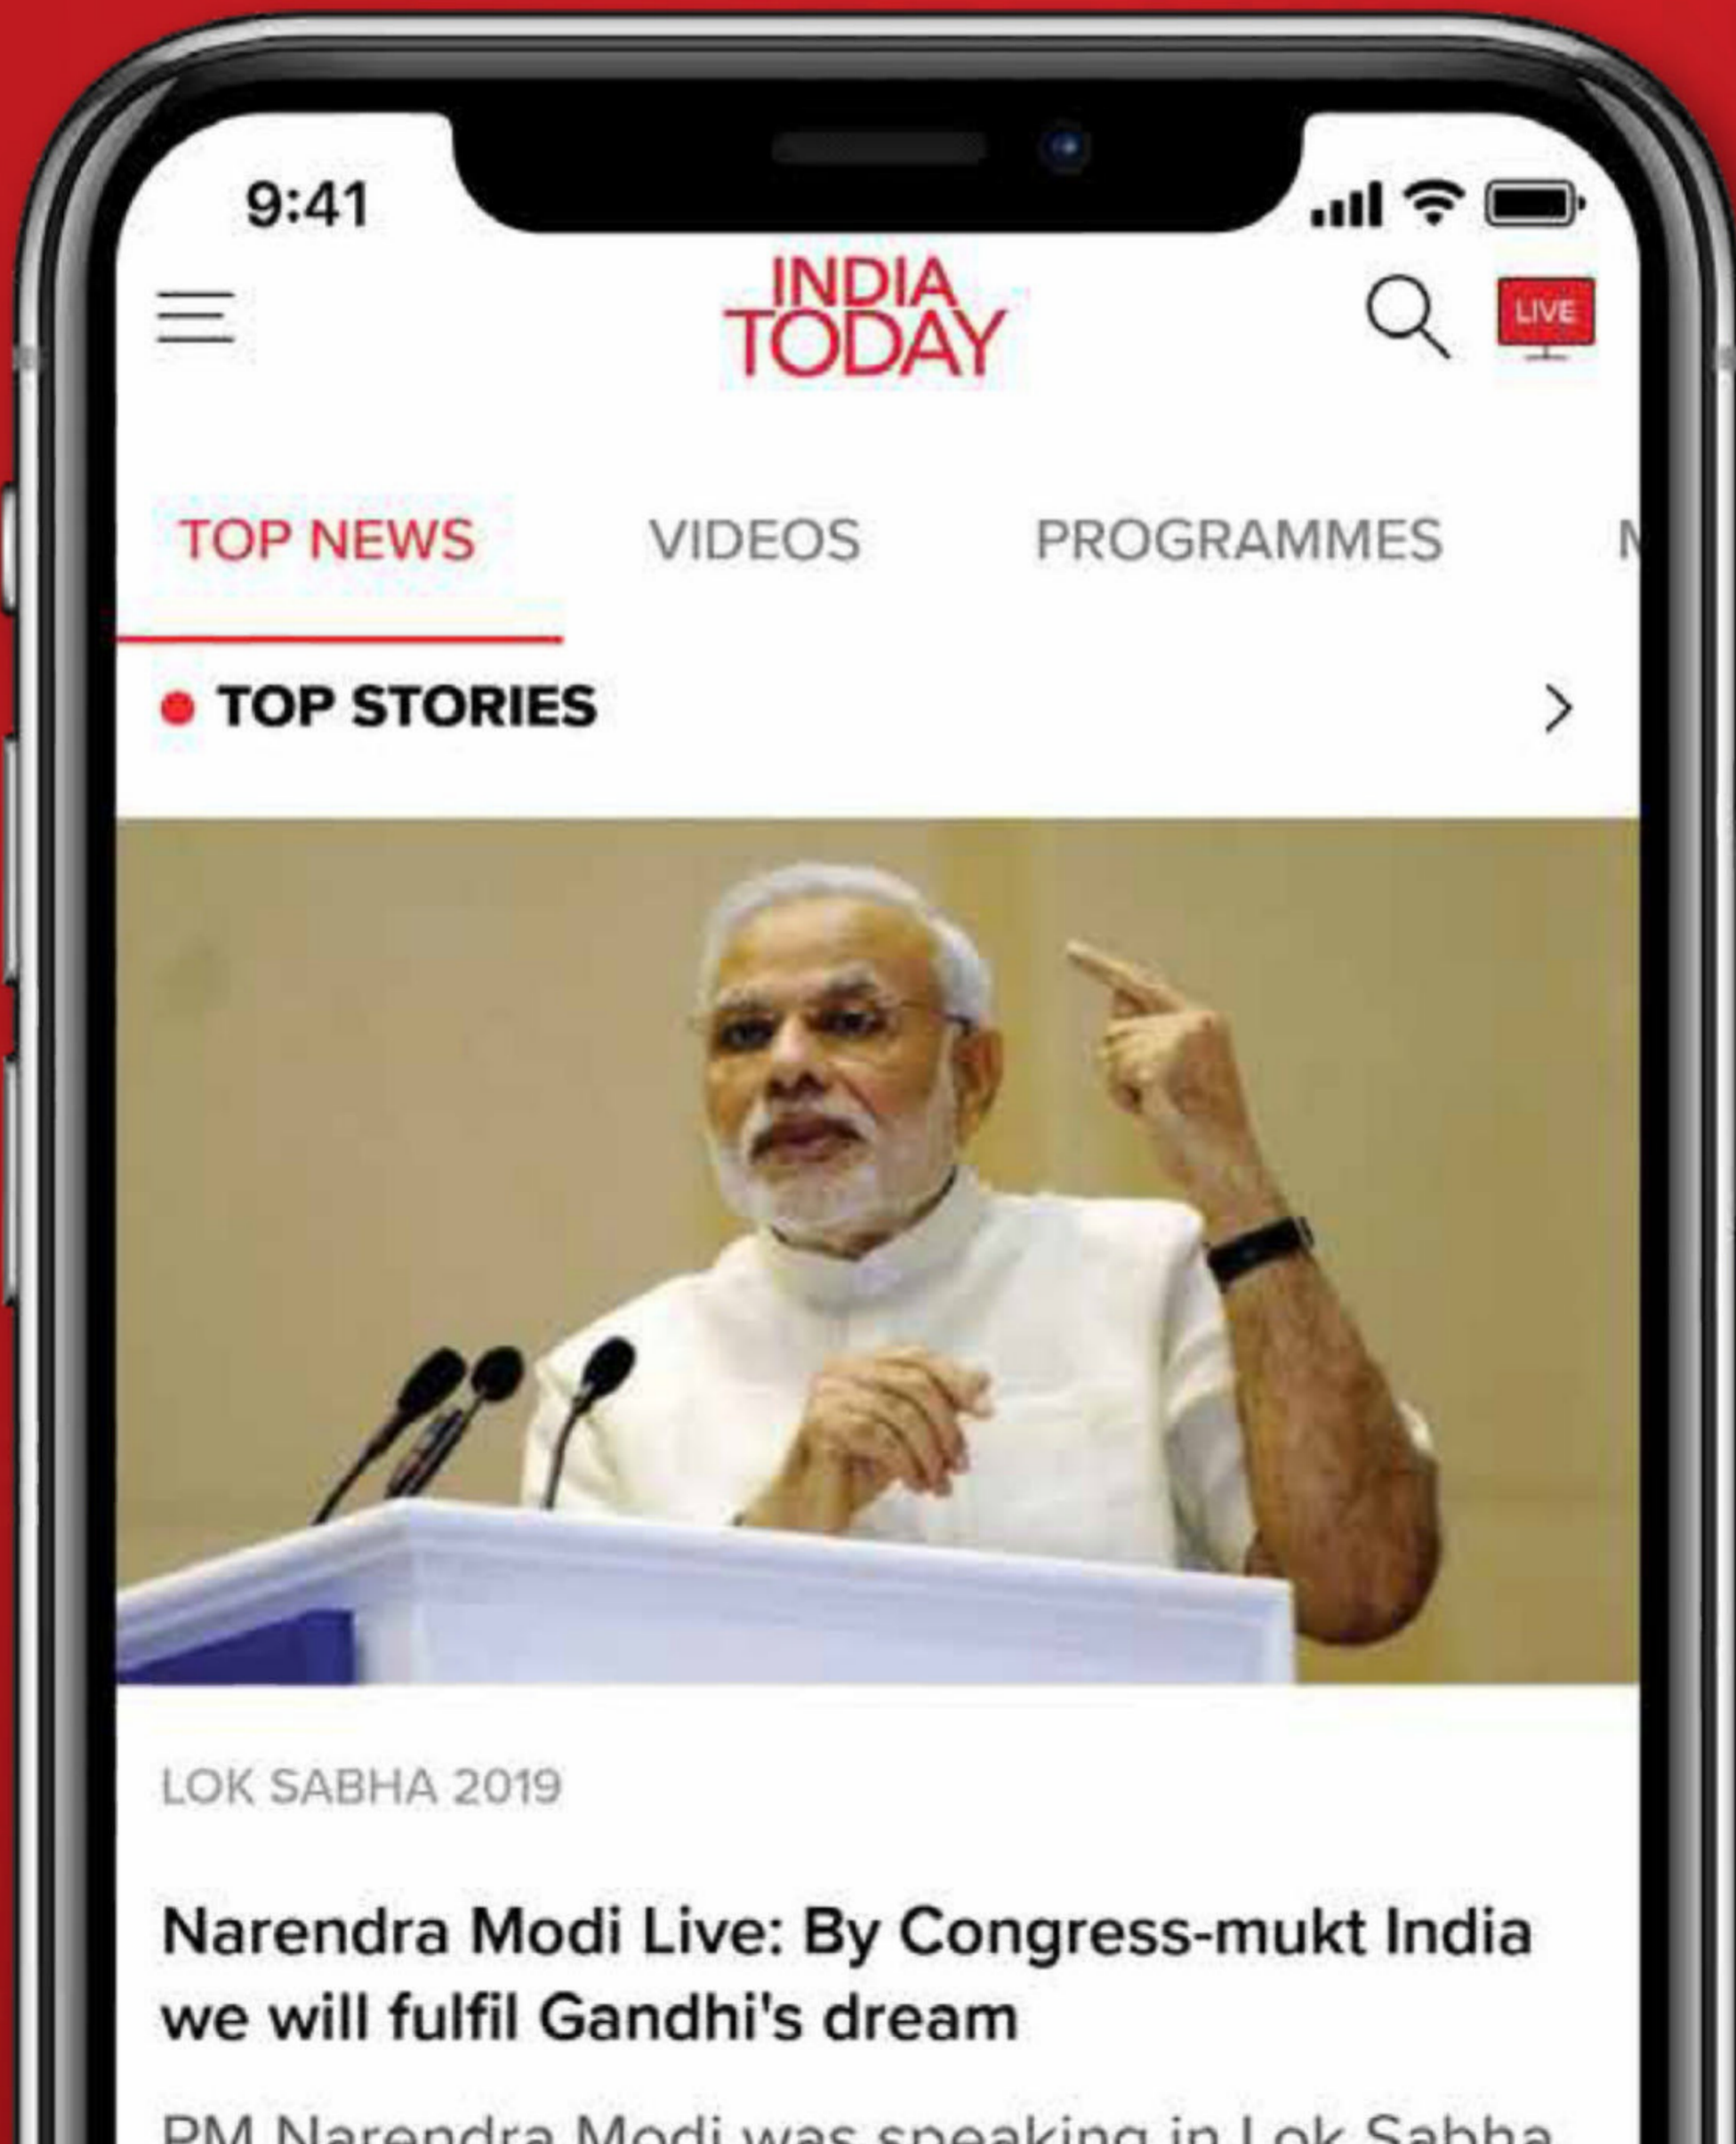 9:41
INDIA
TODAY
LIVE
TOP NEWS VIDEOS PROGRAMMES
TOP STORIES
LOK SABHA 2019
Narendra Modi Live: By Congress-mukt India
we will fulfil Gandhi's dream
PM Narendra Modi was speaking in Lok Sabha